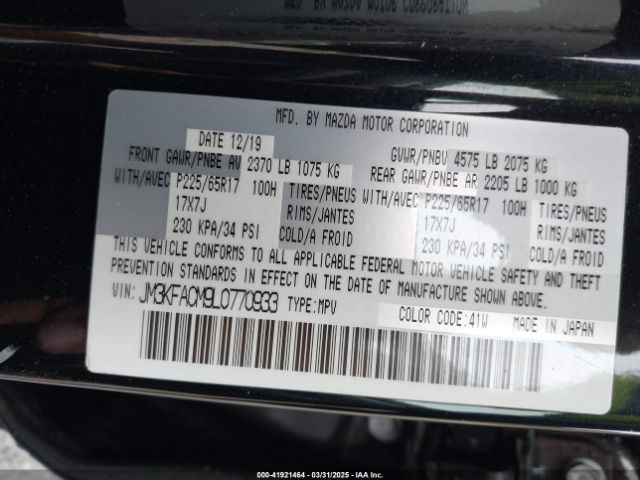 MFD. BY MAZDA MOTOR CORPORATION
DATE 12/19 GVWR/PNBV 4575 LB 2075 KG
FRONT GAWR/PNBE AV 2370 LB 1075 KG REAR GAWR/PNBE AR 2205 LB 1000 KG
WITH/AVEC P225/65R17 100H TIRES/PNEUS WITH/AVEC P225/65R17 100H TIRES/PNEUS
17X7J RIMS/JANTES 17X7J RIMS/JANTES
230 KPA/34 PSI COLD/A FROID 230 KPA/34 PSI COLD/A FROID
THIS VEHICLE CONFORMS TO ALL APPLICABLE FEDERAL MOTOR VEHICLE SAFETY AND THEFT
PREVENTION STANDARDS IN EFFECT ON THE DATE OF MANUFACTURE SHOWN ABOVE.
VIN: JM3KFACM9L0770933 TYPE:MPV COLOR CODE:41W MADE IN JAPAN
000-41921464 - 03/31/2025 - IAA Inc.